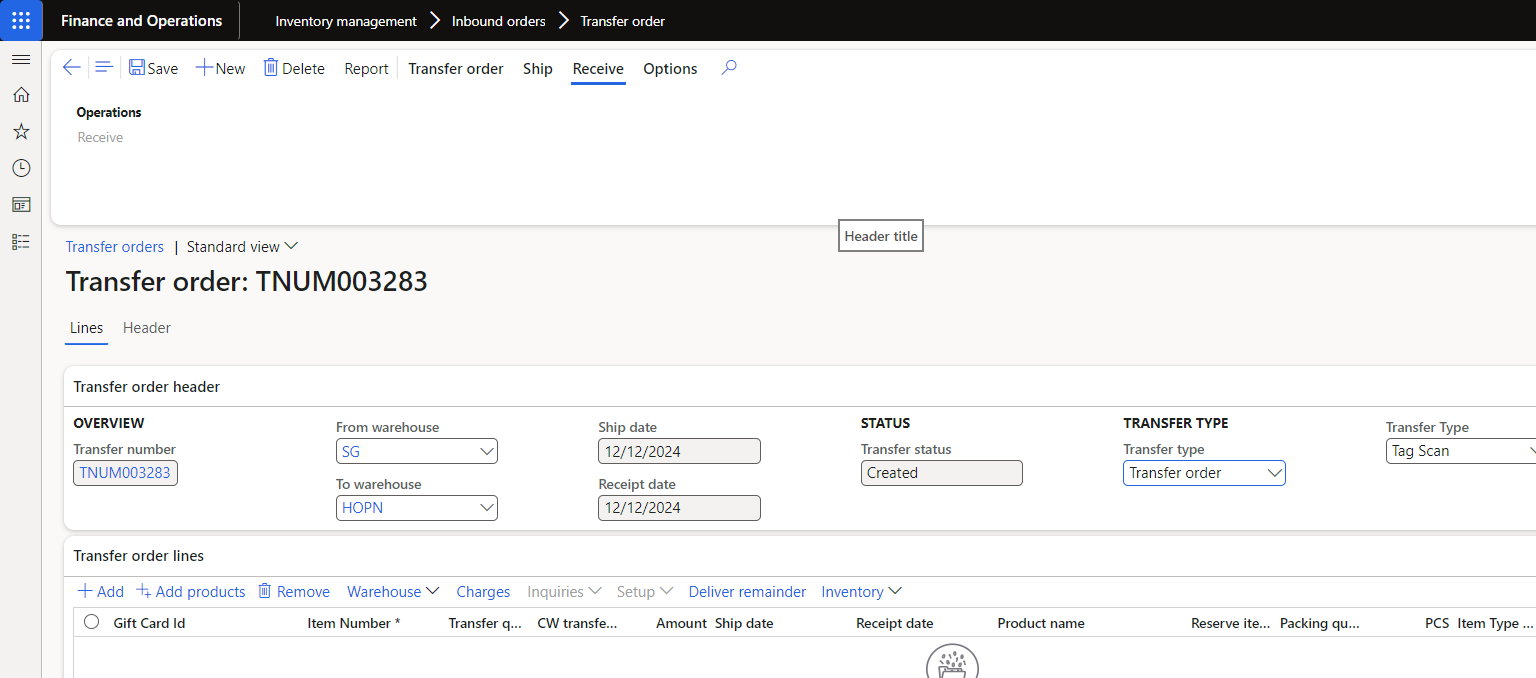 Finance and Operations Inventory management Inbound orders Transfer order
Save New Delete Report Transfer order Ship Receive Options
Operations
Receive
Header title
Transfer orders | Standard view
Transfer order: TNUM003283
Lines Header
Transfer order header
OVERVIEW
Transfer number
TNUM003283
From warehouse
SG
To warehouse
HOPN
Ship date
12/12/2024
Receipt date
12/12/2024
STATUS
Transfer status
Created
TRANSFER TYPE
Transfer type
Transfer order
Transfer Type
Tag Scan
Transfer order lines
Add Add products Remove Warehouse Charges Inquiries Setup Deliver remainder Inventory
Gift Card Id Item Number * Transfer q... CW transfe... Amount Ship date Receipt date Product name Reserve ite... Packing qu... PCS Item Type ...